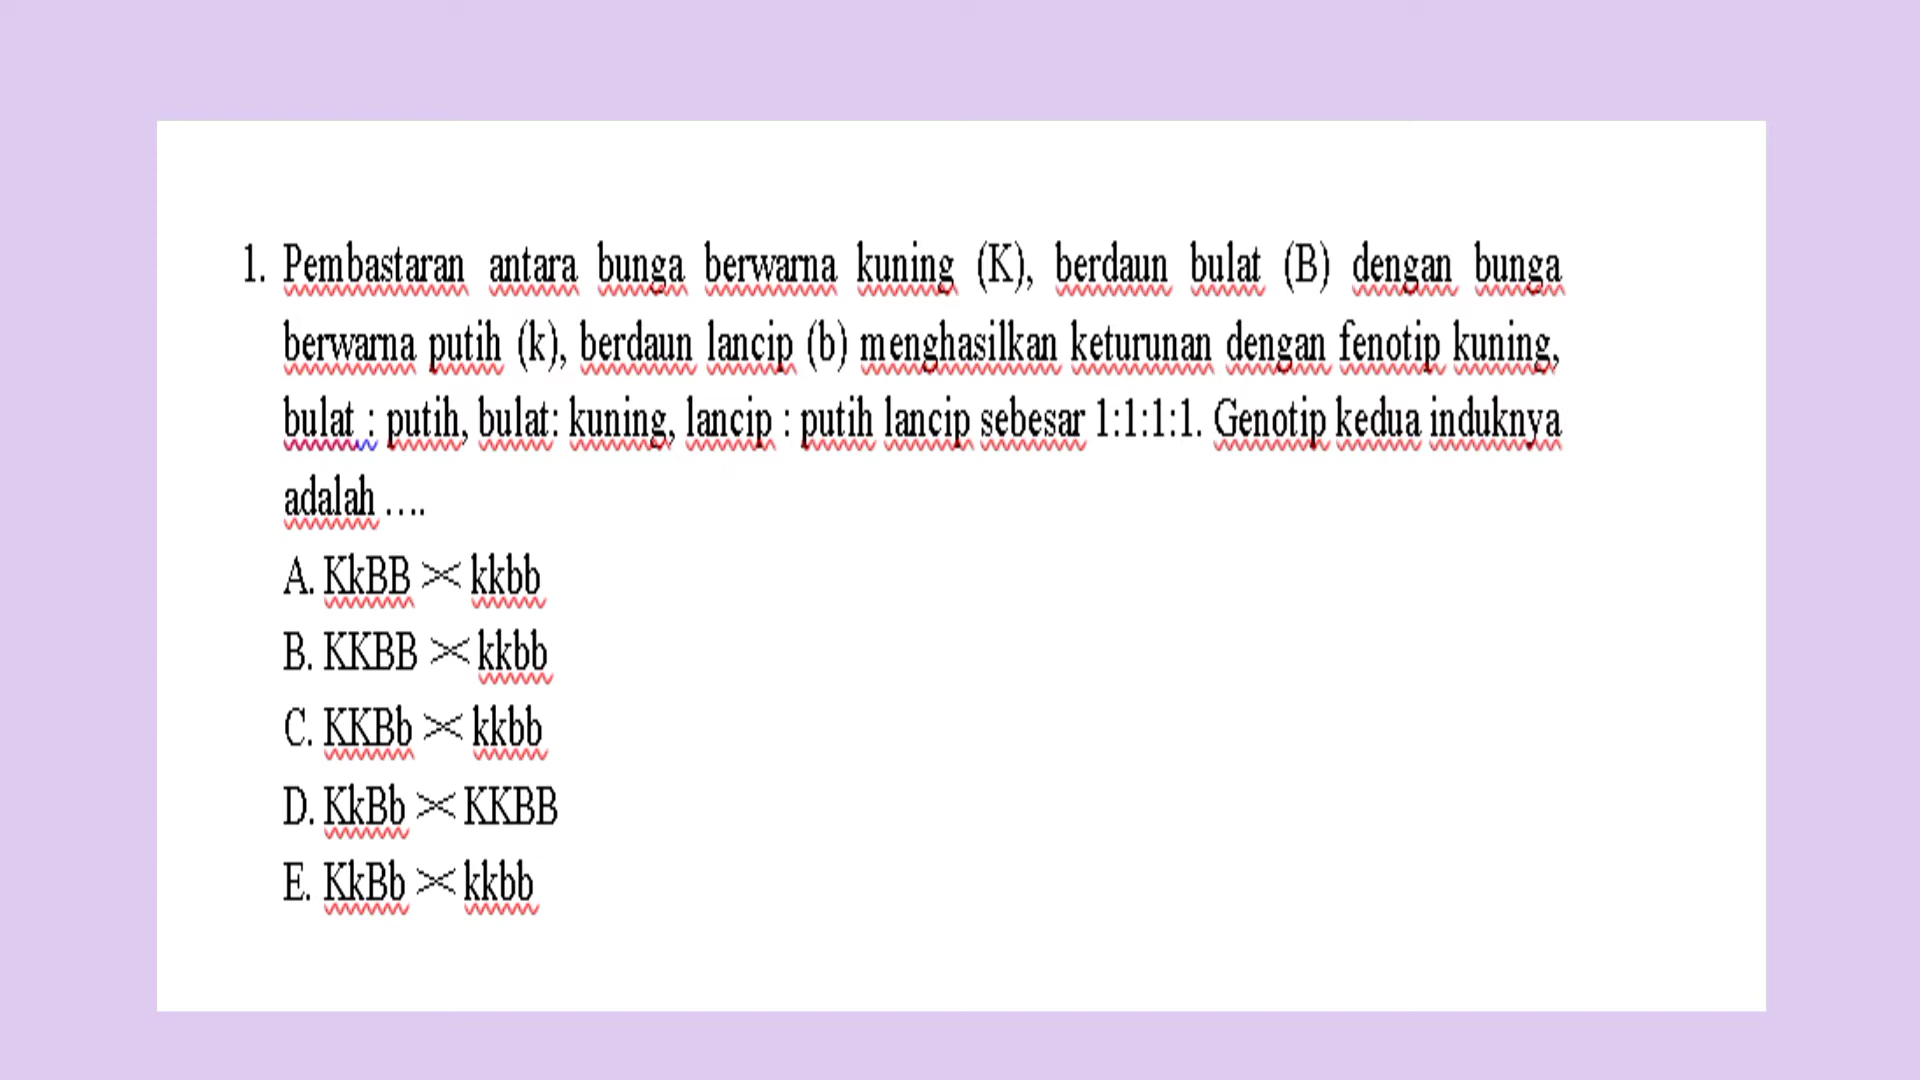 1. Pembastaran antara bunga berwarna kuning (K), berdaun bulat (B) dengan bunga
berwarna putih (k), berdaun lancip (b) menghasilkan keturunan dengan fenotip kuning,
bulat : putih, bulat: kuning, lancip : putih lancip sebesar 1:1:1:1. Genotip kedua induknya
adalah ….
A. KkBB × kkbb
B. KKBB × kkbb
C. KKBb × kkbb
D. KkBb × KKBB
E. KkBb × kkbb